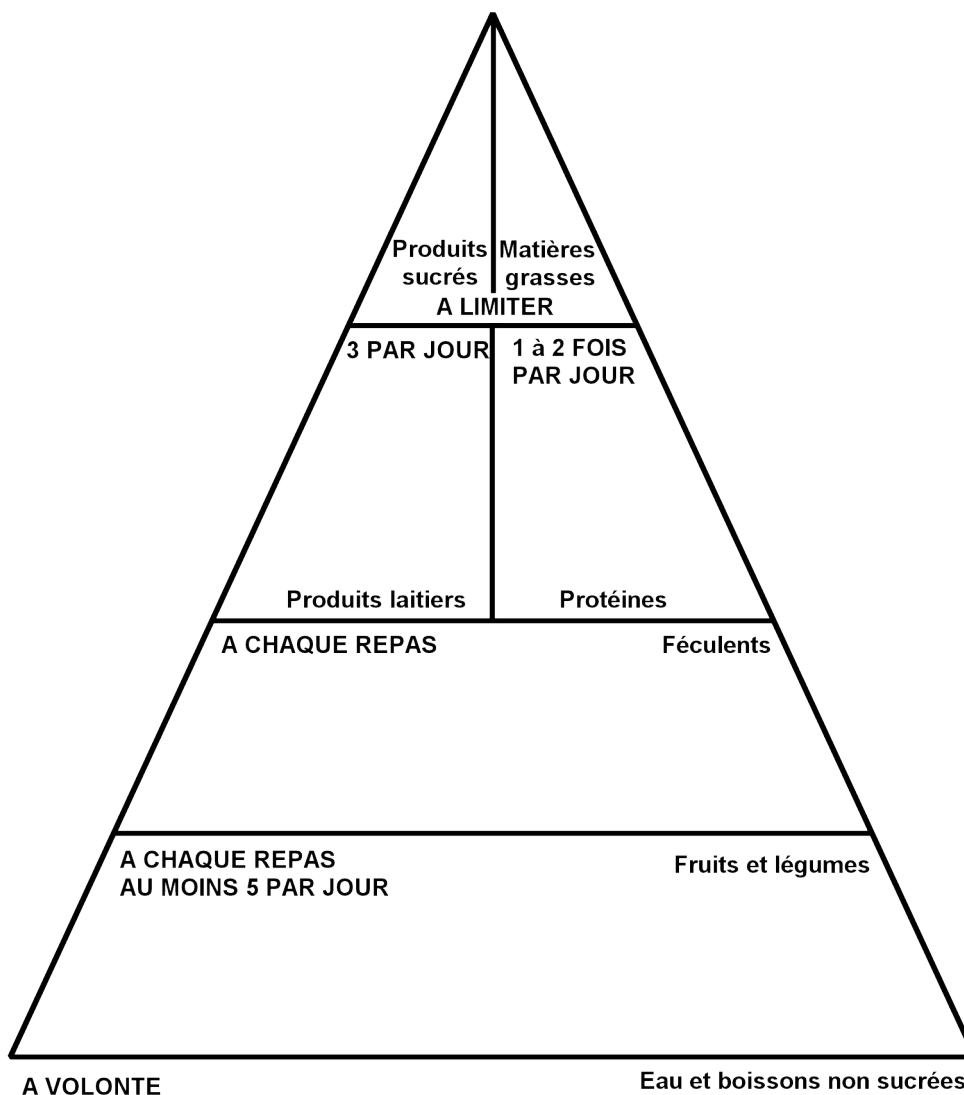 Produits
sucrés
Matières
grasses
A LIMITER
3 PAR JOUR
1 à 2 FOIS
PAR JOUR
Produits laitiers
Protéines
A CHAQUE REPAS
Féculents
A CHAQUE REPAS
AU MOINS 5 PAR JOUR
Fruits et légumes
A VOLONTE
Eau et boissons non sucrées